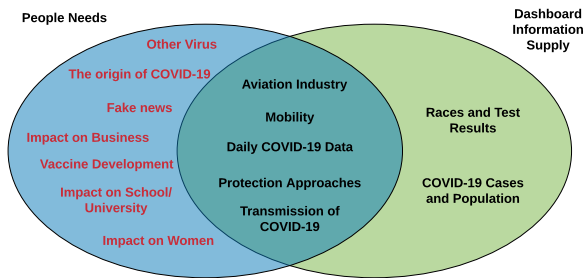 People Needs
Dashboard
Information
Supply
Other Virus
The origin of COVID-19
Fake news
Impact on Business
Vaccine Development
Impact on School/
University
Impact on Women
Aviation Industry
Mobility
Daily COVID-19 Data
Protection Approaches
Transmission of
COVID-19
Races and Test
Results
COVID-19 Cases
and Population